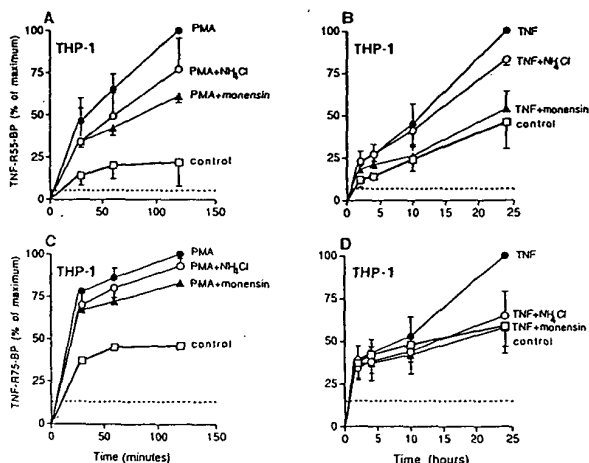 A
THP-1
TNF-R55-BP (% of maximum)
100
75
50
25
0
PMA
PMA+NH4Cl
PMA+monensin
control
0 50 100 150
B
THP-1
100
75
50
25
0
TNF
TNF+NH4Cl
TNF+monensin
control
0 5 10 15 20 25
C
THP-1
TNF-R75-BP (% of maximum)
100
75
50
25
0
PMA
PMA+NH4Cl
PMA+monensin
control
0 50 100 150
Time (minutes)
D
THP-1
100
75
50
25
0
TNF
TNF+NH4Cl
TNF+monensin
control
0 5 10 15 20 25
Time (hours)